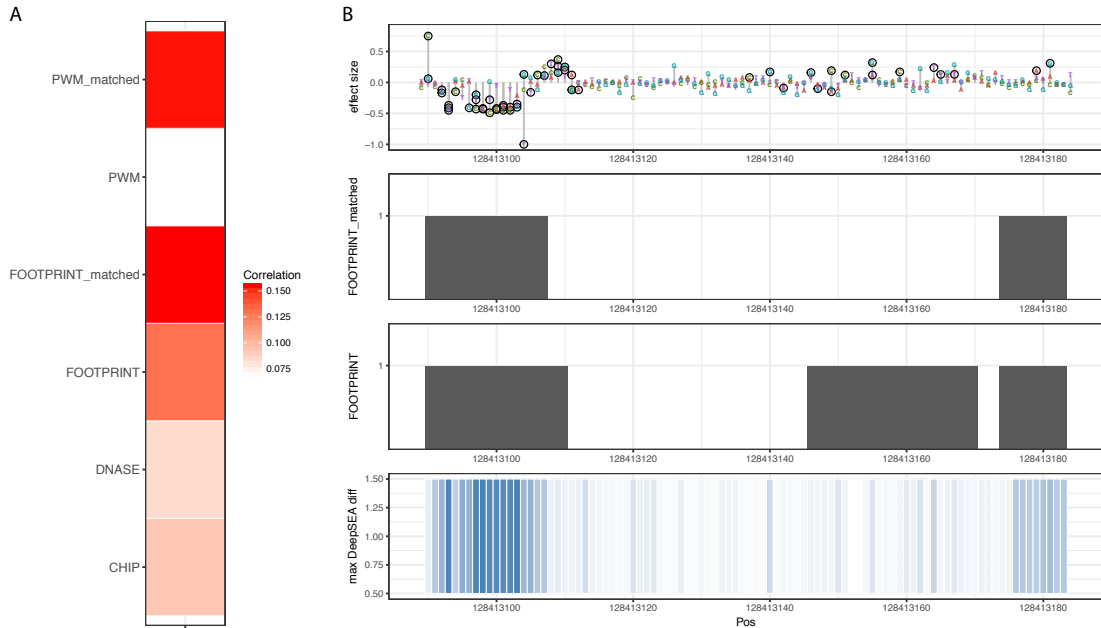 A
PWM_matched
PWM
FOOTPRINT_matched
FOOTPRINT
DNASE
CHIP
Correlation
0.150
0.125
0.100
0.075
B
effect size
0.5
0.0
−0.5
−1.0
128413100 128413120 128413140 128413160 128413180
FOOTPRINT_matched
1
128413100 128413120 128413140 128413160 128413180
FOOTPRINT
1
128413100 128413120 128413140 128413160 128413180
max DeepSEA diff
1.50
1.25
1.00
0.75
0.50
128413100 128413120 128413140 128413160 128413180
Pos